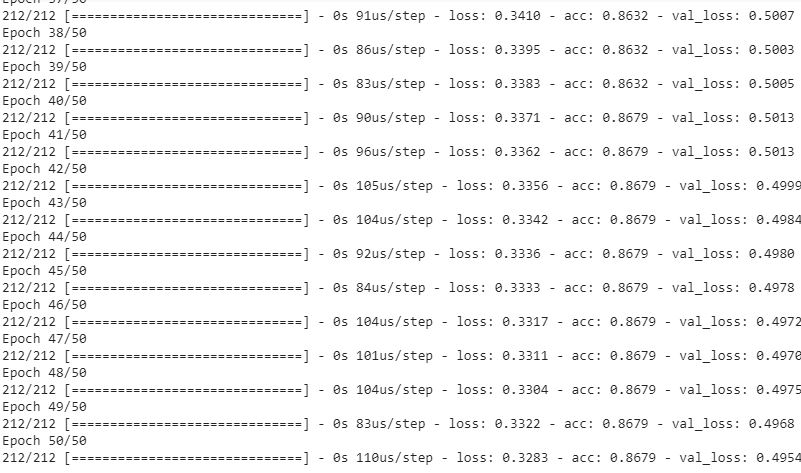 Epoch 37/50
212/212 [==============================] - 0s 91us/step - loss: 0.3410 - acc: 0.8632 - val_loss: 0.5007
Epoch 38/50
212/212 [==============================] - 0s 86us/step - loss: 0.3395 - acc: 0.8632 - val_loss: 0.5003
Epoch 39/50
212/212 [==============================] - 0s 83us/step - loss: 0.3383 - acc: 0.8632 - val_loss: 0.5005
Epoch 40/50
212/212 [==============================] - 0s 90us/step - loss: 0.3371 - acc: 0.8679 - val_loss: 0.5013
Epoch 41/50
212/212 [==============================] - 0s 96us/step - loss: 0.3362 - acc: 0.8679 - val_loss: 0.5013
Epoch 42/50
212/212 [==============================] - 0s 105us/step - loss: 0.3356 - acc: 0.8679 - val_loss: 0.4999
Epoch 43/50
212/212 [==============================] - 0s 104us/step - loss: 0.3342 - acc: 0.8679 - val_loss: 0.4984
Epoch 44/50
212/212 [==============================] - 0s 92us/step - loss: 0.3336 - acc: 0.8679 - val_loss: 0.4980
Epoch 45/50
212/212 [==============================] - 0s 84us/step - loss: 0.3333 - acc: 0.8679 - val_loss: 0.4978
Epoch 46/50
212/212 [==============================] - 0s 104us/step - loss: 0.3317 - acc: 0.8679 - val_loss: 0.4972
Epoch 47/50
212/212 [==============================] - 0s 101us/step - loss: 0.3311 - acc: 0.8679 - val_loss: 0.4970
Epoch 48/50
212/212 [==============================] - 0s 104us/step - loss: 0.3304 - acc: 0.8679 - val_loss: 0.4975
Epoch 49/50
212/212 [==============================] - 0s 83us/step - loss: 0.3322 - acc: 0.8679 - val_loss: 0.4968
Epoch 50/50
212/212 [==============================] - 0s 110us/step - loss: 0.3283 - acc: 0.8679 - val_loss: 0.4954